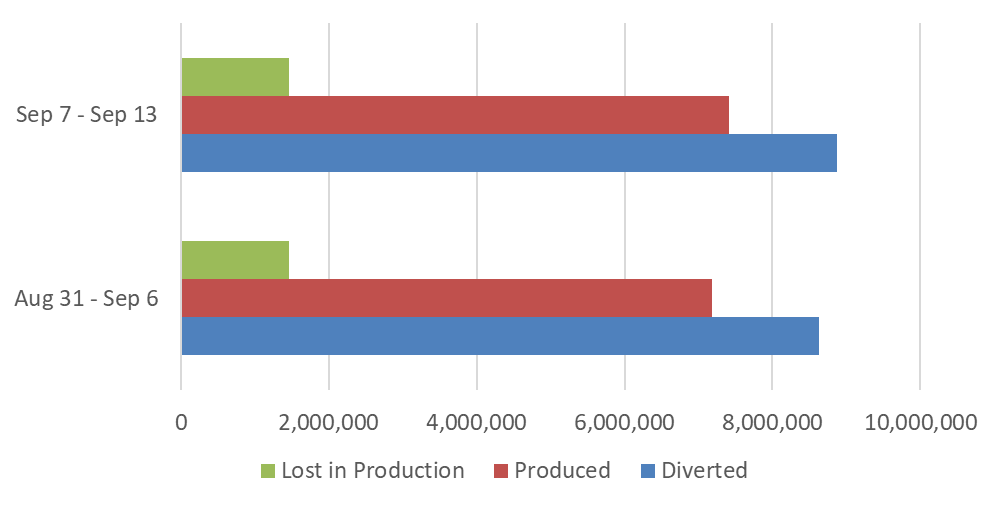 Sep 7 - Sep 13
Aug 31 - Sep 6
0 2,000,000 4,000,000 6,000,000 8,000,000 10,000,000
Lost in Production Produced Diverted